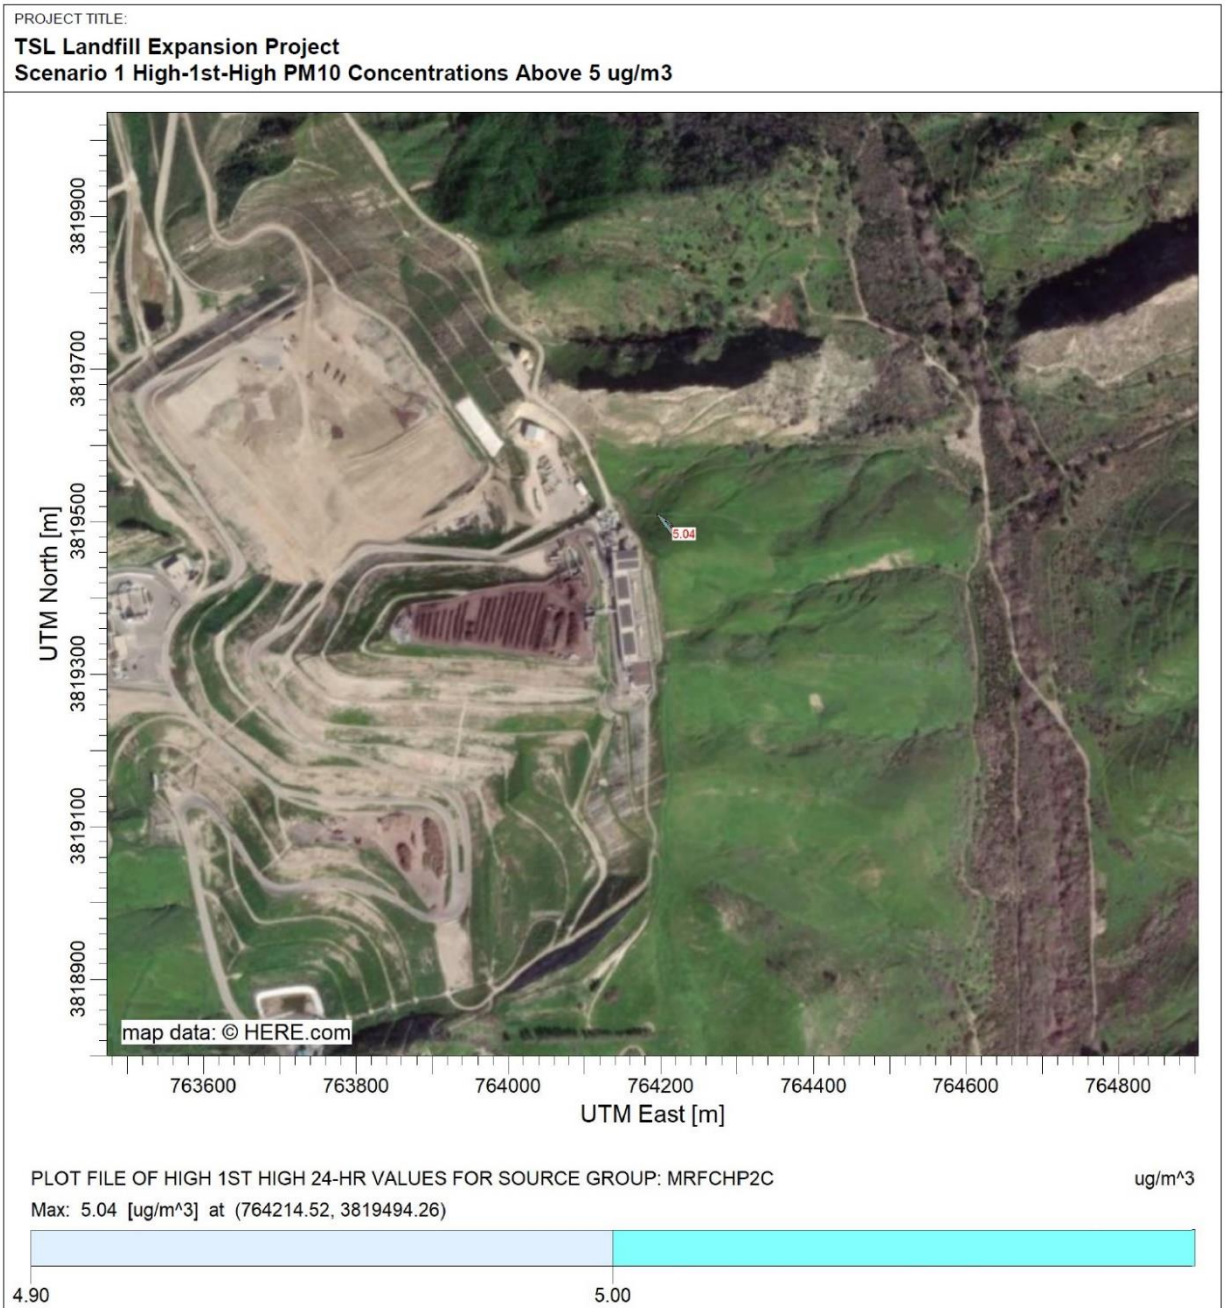 PROJECT TITLE:
TSL Landfill Expansion Project
Scenario 1 High-1st-High PM10 Concentrations Above 5 ug/m3
3819900
3819700
3819500
3819300
3819100
3818900
UTM North [m]
5.04
map data: © HERE.com
763600 763800 764000 764200 764400 764600 764800
UTM East [m]
PLOT FILE OF HIGH 1ST HIGH 24-HR VALUES FOR SOURCE GROUP: MRFCHP2C ug/m^3
Max: 5.04 [ug/m^3] at (764214.52, 3819494.26)
4.90 5.00